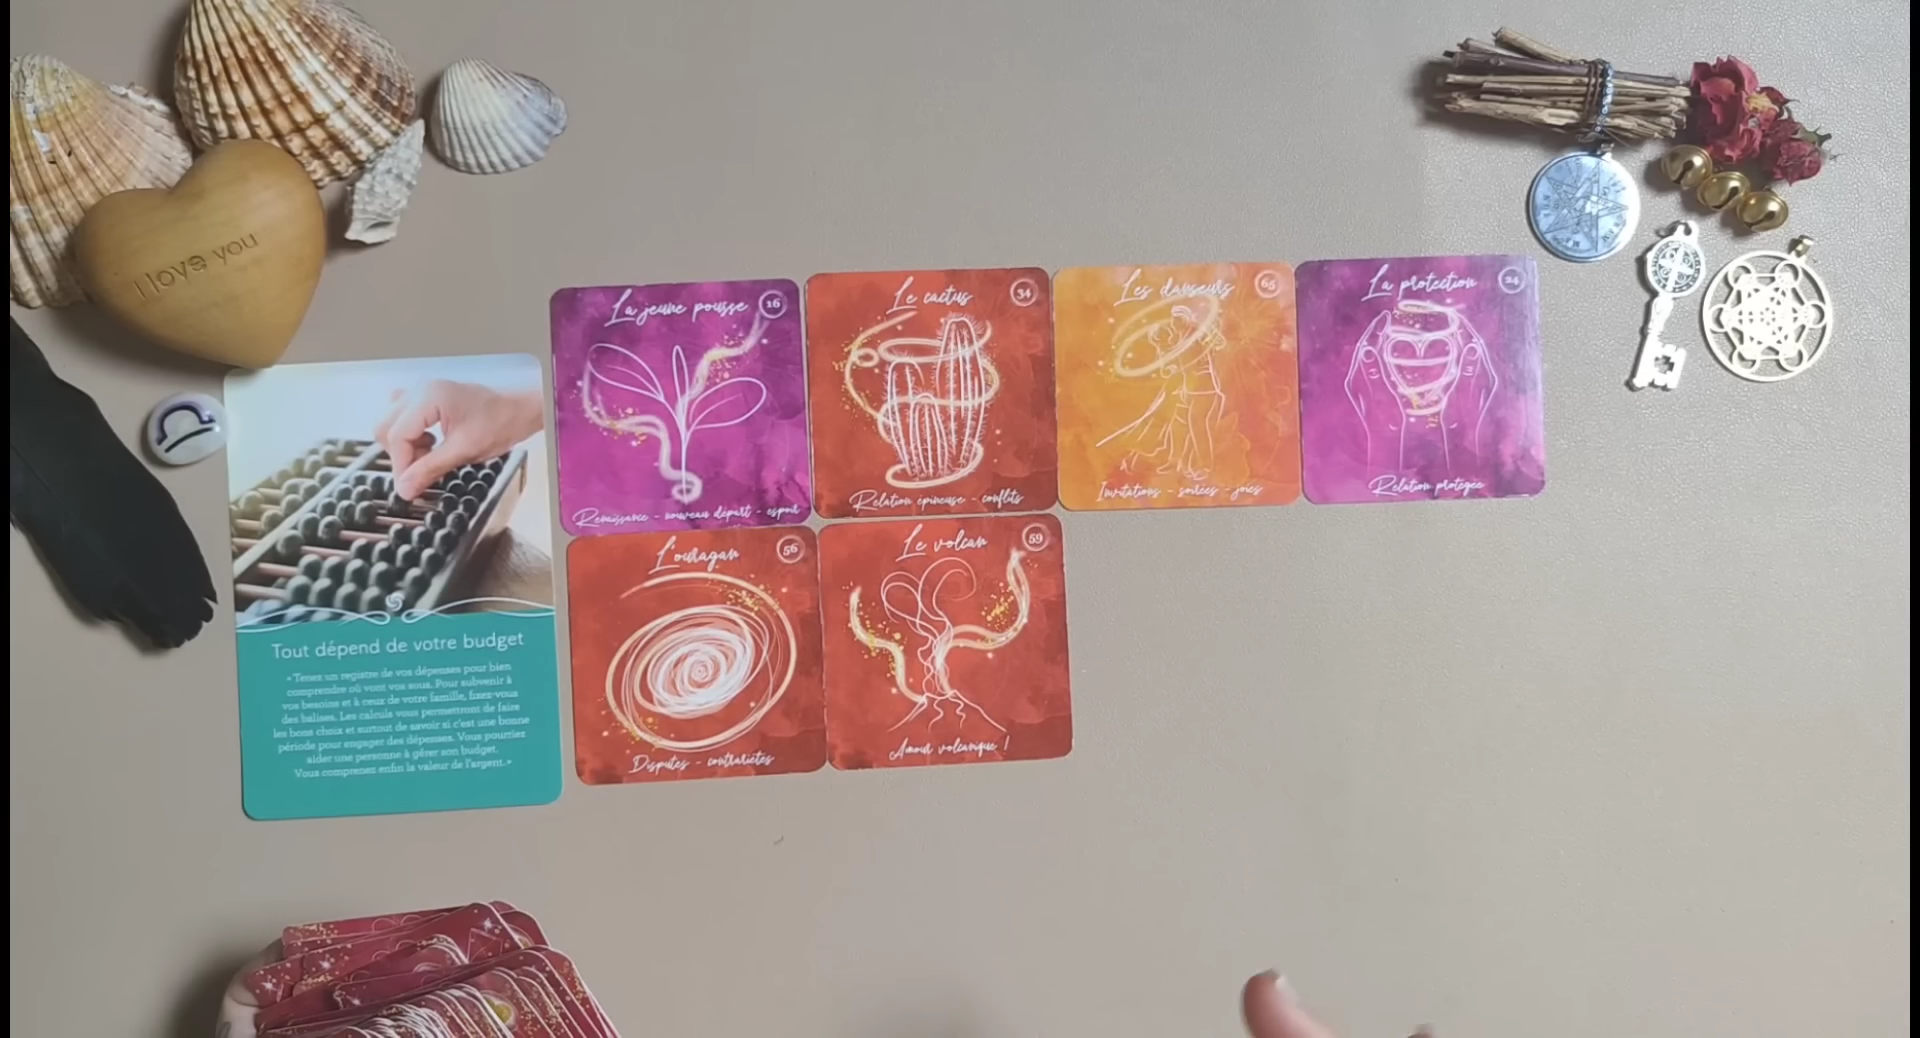 I love you
La jeune pousse
16
Renaissance - nouveau départ - espoir
Le cactus
34
Relation épineuse - conflits
Les danseurs
65
Invitations - soirées - joies
La protection
24
Relation protégée
L'ouragan
56
Disputes - contrariétés
Le volcan
59
Amour volcanique !
Tout dépend de votre budget
« Tenez un registre de vos dépenses pour bien
comprendre où vont vos sous. Pour subvenir à
vos besoins et à ceux de votre famille, fixez-vous
des balises. Les calculs vous permettront de faire
les bons choix et surtout de savoir si c'est une bonne
période pour engager des dépenses. Vous pourriez
aider une personne à gérer son budget.
Vous comprenez enfin la valeur de l'argent. »